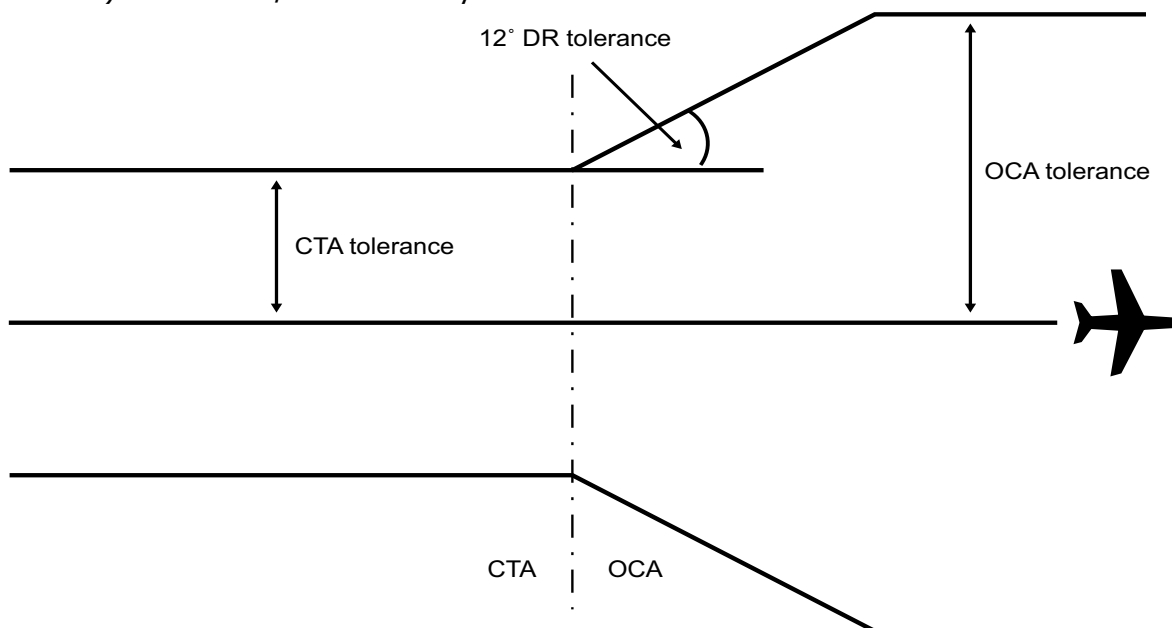 12˚ DR tolerance
OCA tolerance
CTA tolerance
CTA
OCA